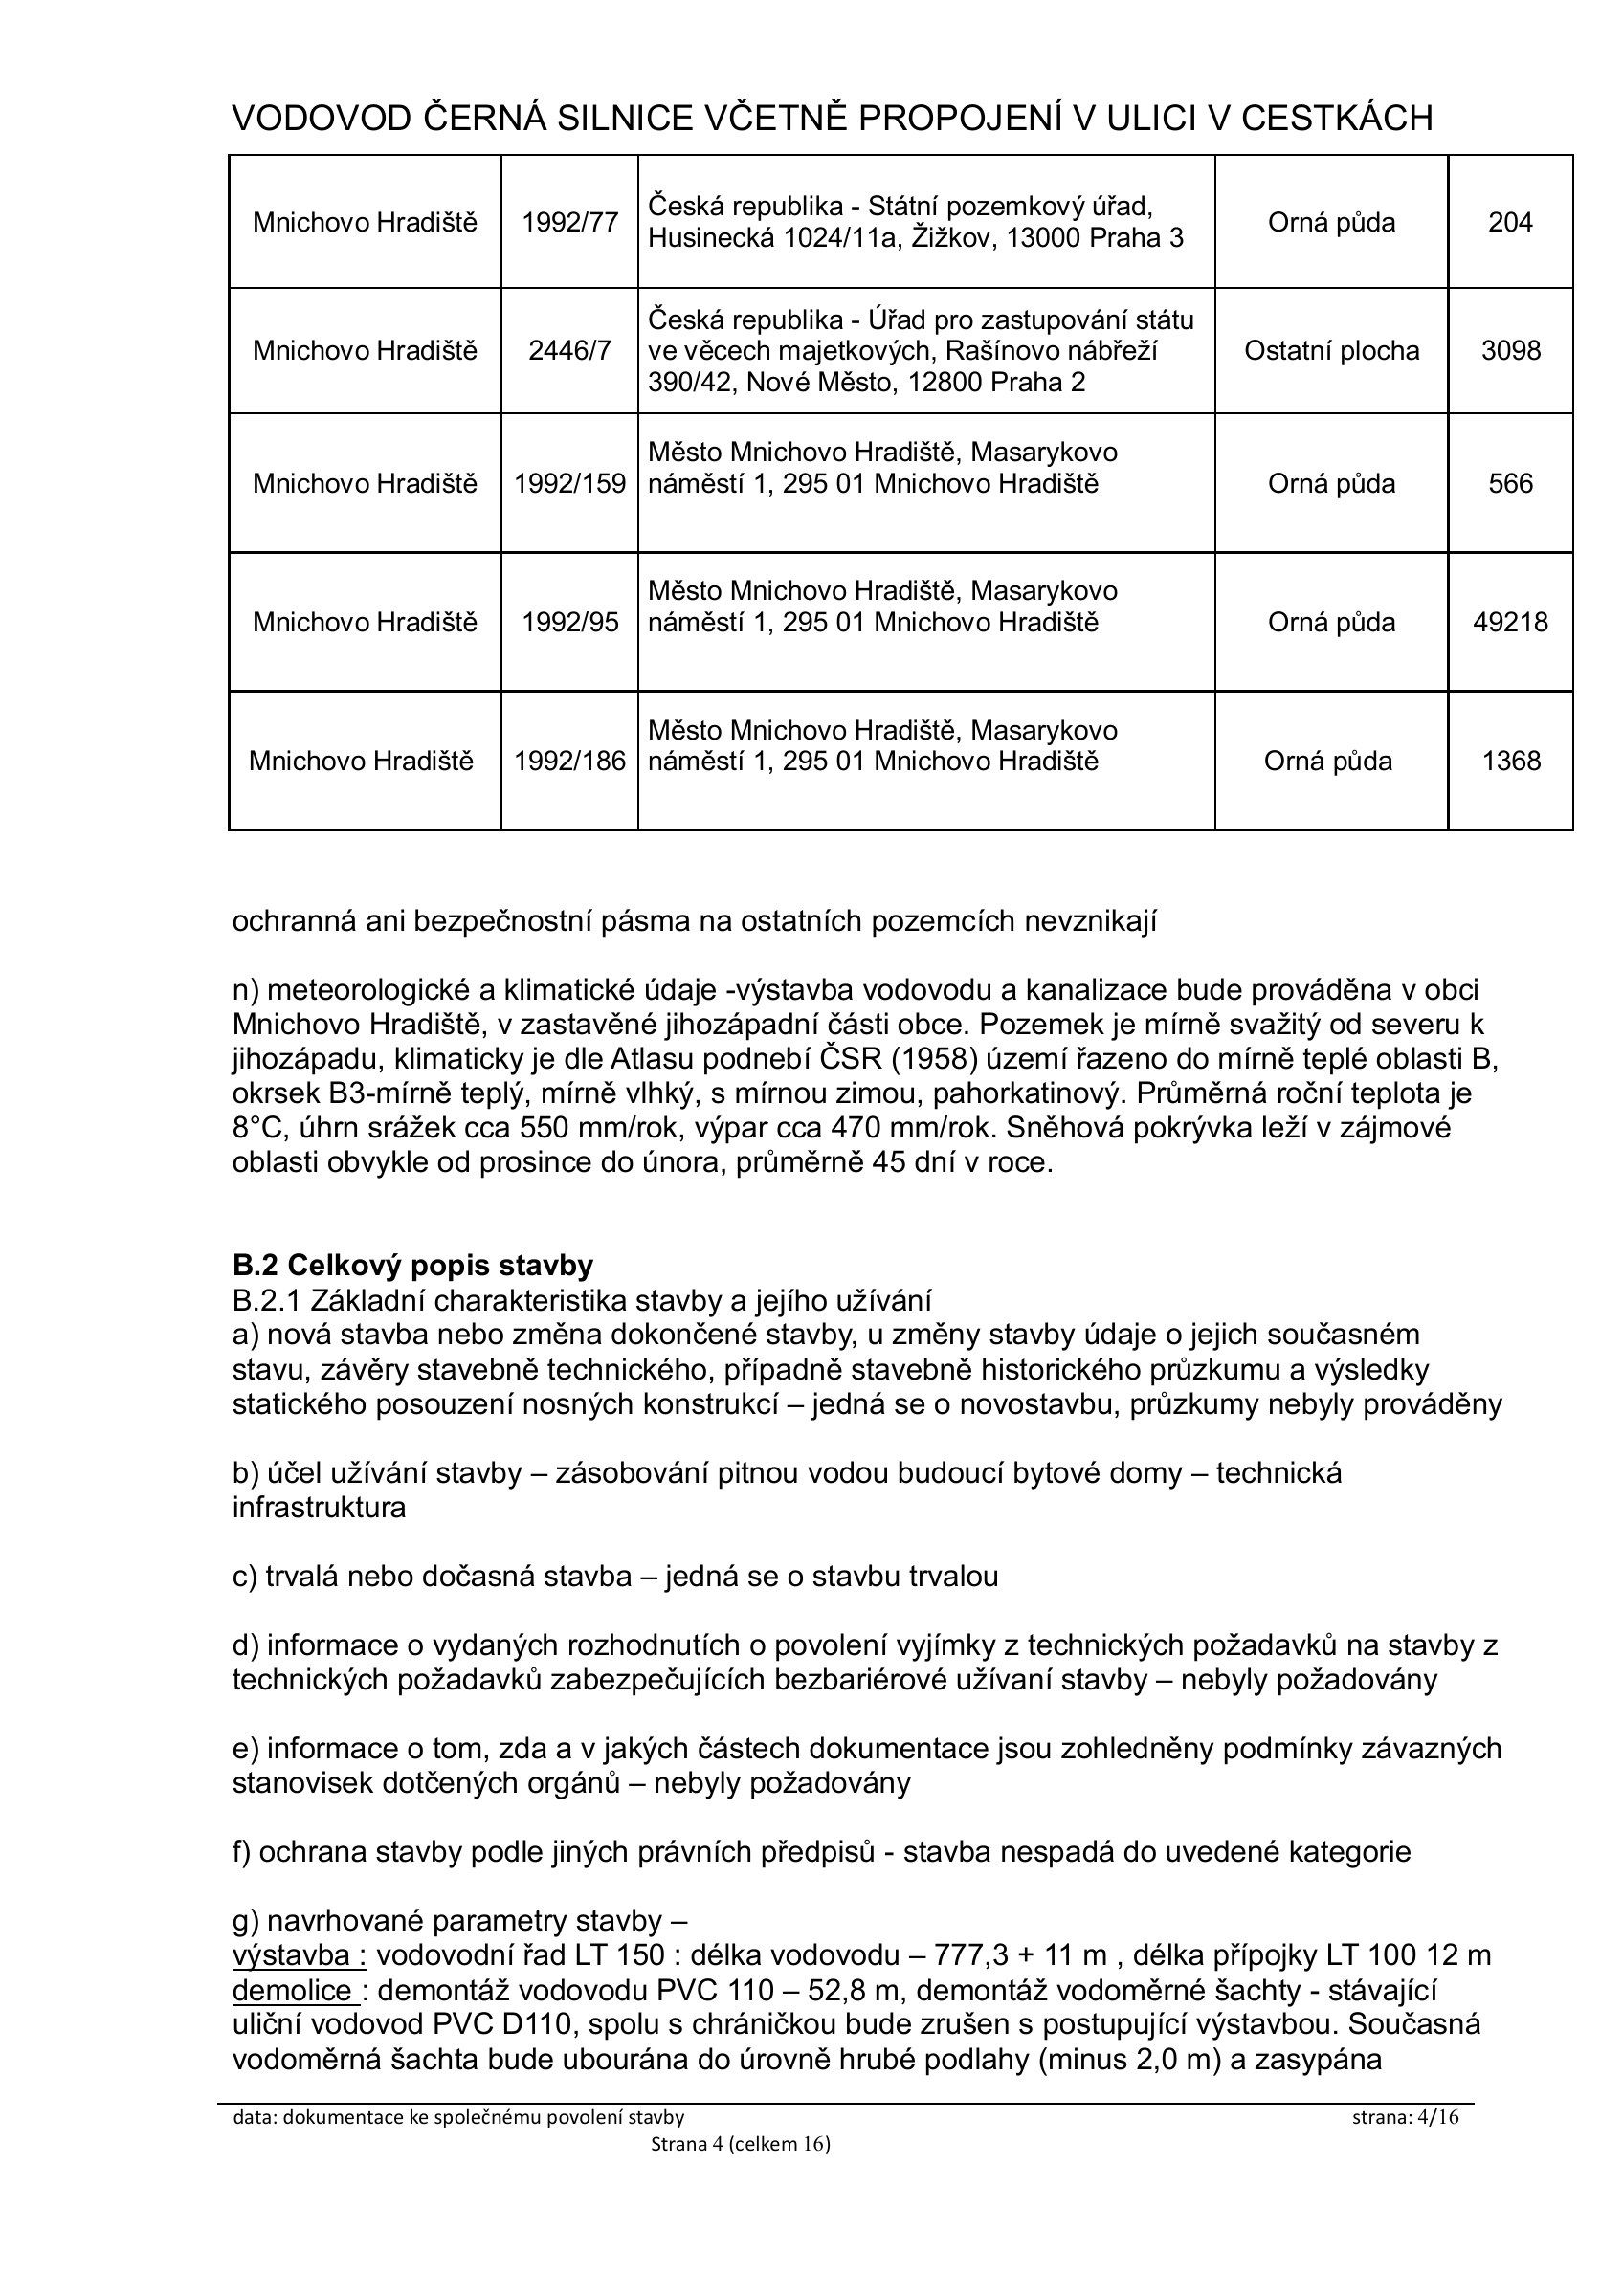 VODOVOD ČERNÁ SILNICE VČETNĚ PROPOJENÍ V ULICI V CESTKÁCH
Mnichovo Hradiště 1992/77 Česká republika - Státní pozemkový úřad, Husinecká 1024/11a, Žižkov, 13000 Praha 3 Orná půda 204
Mnichovo Hradiště 2446/7 Česká republika - Úřad pro zastupování státu ve věcech majetkových, Rašínovo nábřeží 390/42, Nové Město, 12800 Praha 2 Ostatní plocha 3098
Mnichovo Hradiště 1992/159 Město Mnichovo Hradiště, Masarykovo náměstí 1, 295 01 Mnichovo Hradiště Orná půda 566
Mnichovo Hradiště 1992/95 Město Mnichovo Hradiště, Masarykovo náměstí 1, 295 01 Mnichovo Hradiště Orná půda 49218
Mnichovo Hradiště 1992/186 Město Mnichovo Hradiště, Masarykovo náměstí 1, 295 01 Mnichovo Hradiště Orná půda 1368
ochranná ani bezpečnostní pásma na ostatních pozemcích nevznikají
n) meteorologické a klimatické údaje -výstavba vodovodu a kanalizace bude prováděna v obci
Mnichovo Hradiště, v zastavěné jihozápadní části obce. Pozemek je mírně svažitý od severu k
jihozápadu, klimaticky je dle Atlasu podnebí ČSR (1958) území řazeno do mírně teplé oblasti B,
okrsek B3-mírně teplý, mírně vlhký, s mírnou zimou, pahorkatinový. Průměrná roční teplota je
8°C, úhrn srážek cca 550 mm/rok, výpar cca 470 mm/rok. Sněhová pokrývka leží v zájmové
oblasti obvykle od prosince do února, průměrně 45 dní v roce.
B.2 Celkový popis stavby
B.2.1 Základní charakteristika stavby a jejího užívání
a) nová stavba nebo změna dokončené stavby, u změny stavby údaje o jejich současném
stavu, závěry stavebně technického, případně stavebně historického průzkumu a výsledky
statického posouzení nosných konstrukcí – jedná se o novostavbu, průzkumy nebyly prováděny
b) účel užívání stavby – zásobování pitnou vodou budoucí bytové domy – technická
infrastruktura
c) trvalá nebo dočasná stavba – jedná se o stavbu trvalou
d) informace o vydaných rozhodnutích o povolení vyjímky z technických požadavků na stavby z
technických požadavků zabezpečujících bezbariérové užívaní stavby – nebyly požadovány
e) informace o tom, zda a v jakých částech dokumentace jsou zohledněny podmínky závazných
stanovisek dotčených orgánů – nebyly požadovány
f) ochrana stavby podle jiných právních předpisů - stavba nespadá do uvedené kategorie
g) navrhované parametry stavby –
výstavba : vodovodní řad LT 150 : délka vodovodu – 777,3 + 11 m , délka přípojky LT 100 12 m
demolice : demontáž vodovodu PVC 110 – 52,8 m, demontáž vodoměrné šachty - stávající
uliční vodovod PVC D110, spolu s chráničkou bude zrušen s postupující výstavbou. Současná
vodoměrná šachta bude ubourána do úrovně hrubé podlahy (minus 2,0 m) a zasypána
data: dokumentace ke společnému povolení stavby strana: 4/16
Strana 4 (celkem 16)